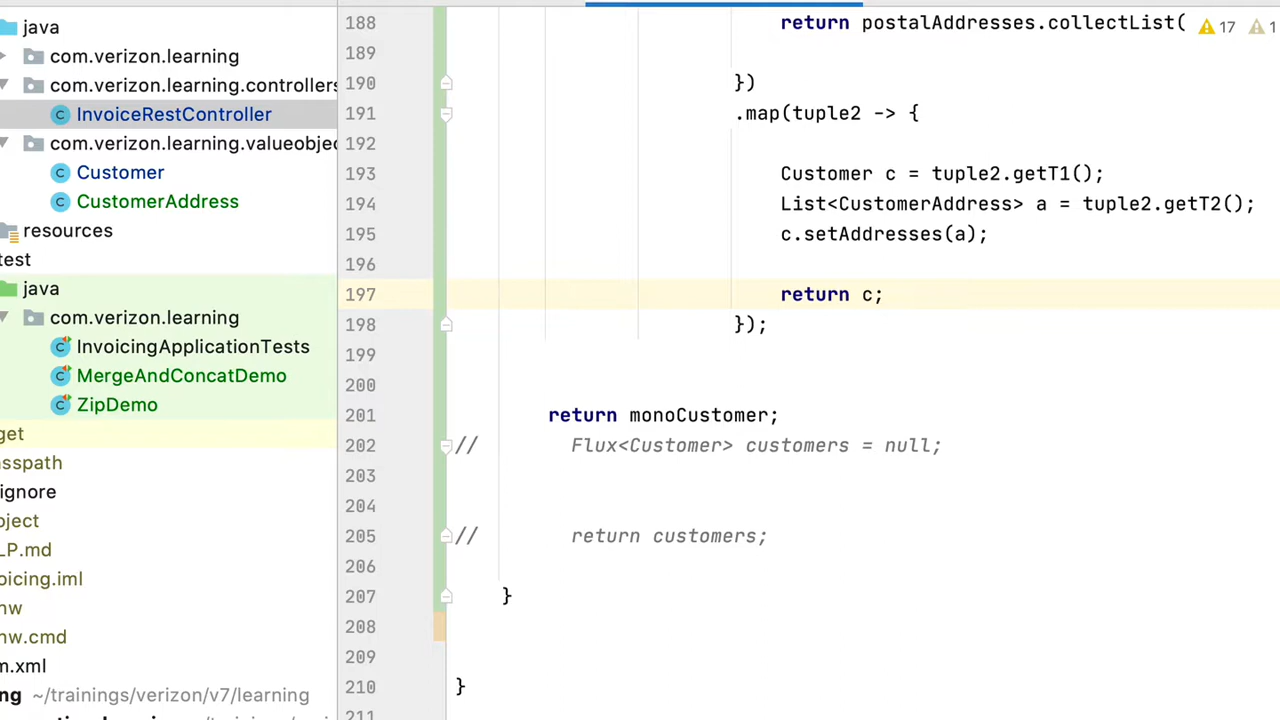 java
com.verizon.learning
com.verizon.learning.controllers
InvoiceRestController
com.verizon.learning.valueobje
Customer
CustomerAddress
resources
test
java
com.verizon.learning
InvoicingApplicationTests
MergeAndConcatDemo
ZipDemo
get
asspath
ignore
oject
LP.md
oicing.iml
nw
nw.cmd
m.xml
ng ~/trainings/verizon/v7/learning
188 return postalAddresses.collectList( 17 1
189
190 })
191 .map(tuple2 -> {
192
193 Customer c = tuple2.getT1();
194 List<CustomerAddress> a = tuple2.getT2();
195 c.setAddresses(a);
196
197 return c;
198 });
199
200
201 return monoCustomer;
202 // Flux<Customer> customers = null;
203
204
205 // return customers;
206
207 }
208
209
210 }
211